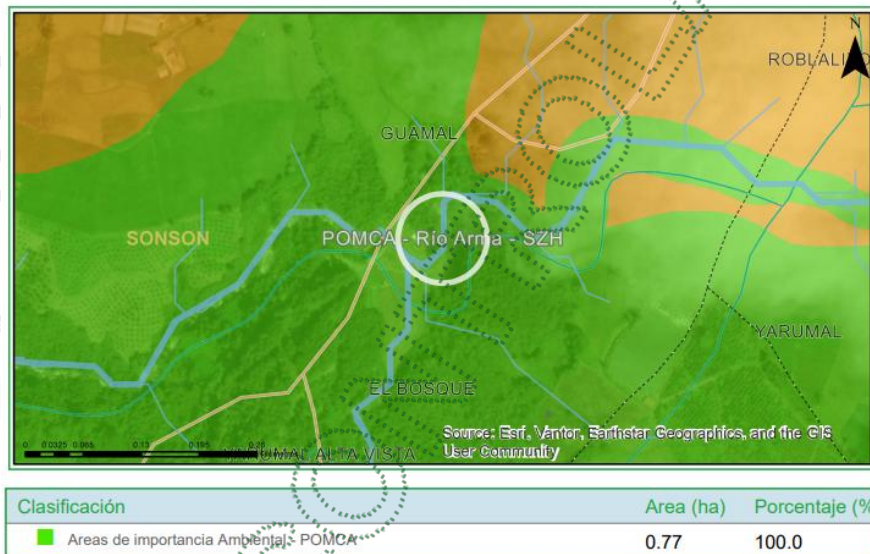 N
ROBLALITO
GUAMAL
SONSON
POMCA - Río Arma - SZH
YARUMAL
EL BOSQUE
Source: Esri, Vantor, Earthstar Geographics, and the GIS
User Community
0 0.0325 0.065 0.13 0.195 0.26
ALTA VISTA
Clasificación Area (ha) Porcentaje (%
Areas de importancia Ambiental - POMCA 0.77 100.0